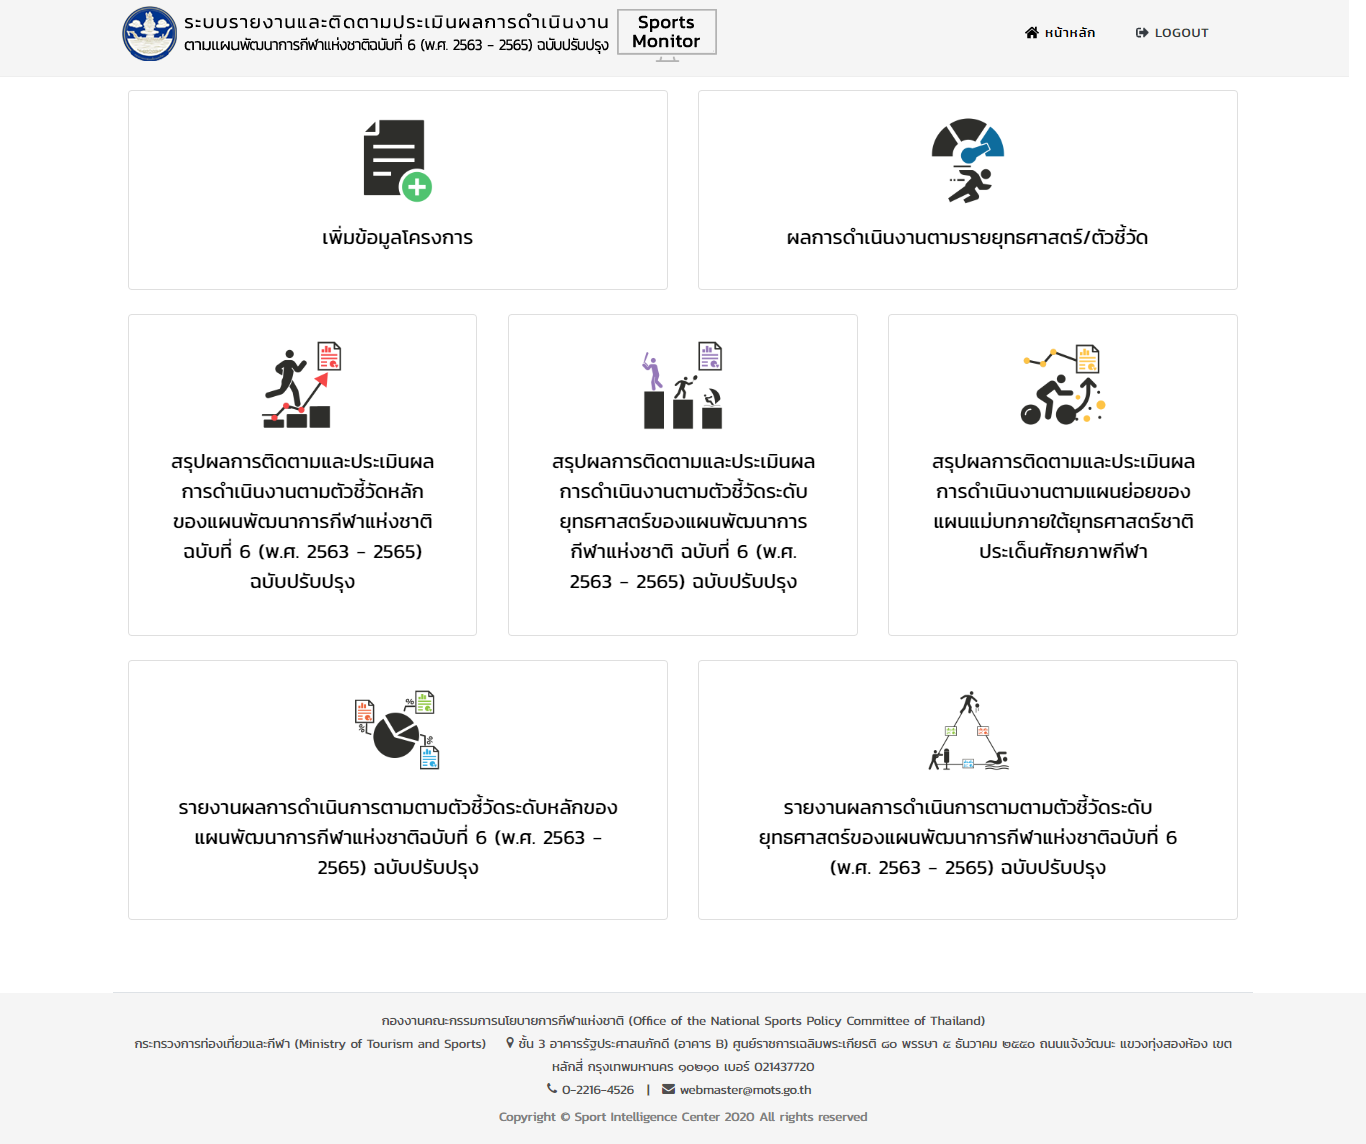 ระบบรายงานและติดตามประเมินผลการดำเนินงาน
ตามแผนพัฒนาการกีฬาแห่งชาติฉบับที่ 6 (พ.ศ. 2563 - 2565) ฉบับปรับปรุง
Sports
Monitor
หน้าหลัก
LOGOUT
เพิ่มข้อมูลโครงการ
ผลการดำเนินงานตามรายยุทธศาสตร์/ตัวชี้วัด
สรุปผลการติดตามและประเมินผล
การดำเนินงานตามตัวชี้วัดหลัก
ของแผนพัฒนาการกีฬาแห่งชาติ
ฉบับที่ 6 (พ.ศ. 2563 - 2565)
ฉบับปรับปรุง
สรุปผลการติดตามและประเมินผล
การดำเนินงานตามตัวชี้วัดระดับ
ยุทธศาสตร์ของแผนพัฒนาการ
กีฬาแห่งชาติ ฉบับที่ 6 (พ.ศ.
2563 - 2565) ฉบับปรับปรุง
สรุปผลการติดตามและประเมินผล
การดำเนินงานตามแผนย่อยของ
แผนแม่บทภายใต้ยุทธศาสตร์ชาติ
ประเด็นศักยภาพกีฬา
% % %
รายงานผลการดำเนินการตามตามตัวชี้วัดระดับหลักของ
แผนพัฒนาการกีฬาแห่งชาติฉบับที่ 6 (พ.ศ. 2563 -
2565) ฉบับปรับปรุง
รายงานผลการดำเนินการตามตามตัวชี้วัดระดับ
ยุทธศาสตร์ของแผนพัฒนาการกีฬาแห่งชาติฉบับที่ 6
(พ.ศ. 2563 - 2565) ฉบับปรับปรุง
กองงานคณะกรรมการนโยบายการกีฬาแห่งชาติ (Office of the National Sports Policy Committee of Thailand)
กระทรวงการท่องเที่ยวและกีฬา (Ministry of Tourism and Sports) ชั้น 3 อาคารรัฐประศาสนภักดี (อาคาร B) ศูนย์ราชการเฉลิมพระเกียรติ ๘๐ พรรษา ๕ ธันวาคม ๒๕๕๐ ถนนแจ้งวัฒนะ แขวงทุ่งสองห้อง เขต
หลักสี่ กรุงเทพมหานคร ๑๐๒๑๐ เบอร์ 021437720
0-2216-4526 | webmaster@mots.go.th
Copyright © Sport Intelligence Center 2020 All rights reserved